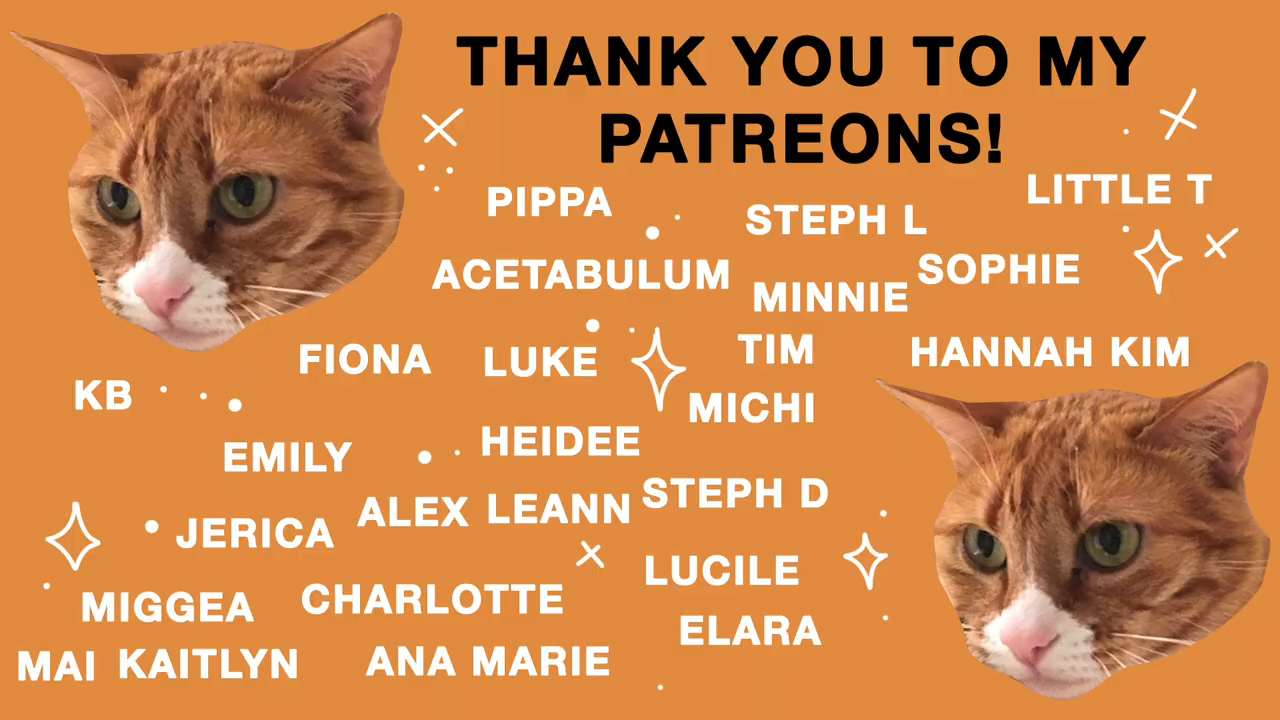 THANK YOU TO MY
PATREONS!
PIPPA
STEPH L
LITTLE T
ACETABULUM
MINNIE
SOPHIE
FIONA
LUKE
TIM
HANNAH KIM
KB
MICHI
EMILY
HEIDEE
JERICA
ALEX
LEANN
STEPH D
MIGGEA
CHARLOTTE
LUCILE
ELARA
MAI
KAITLYN
ANA MARIE